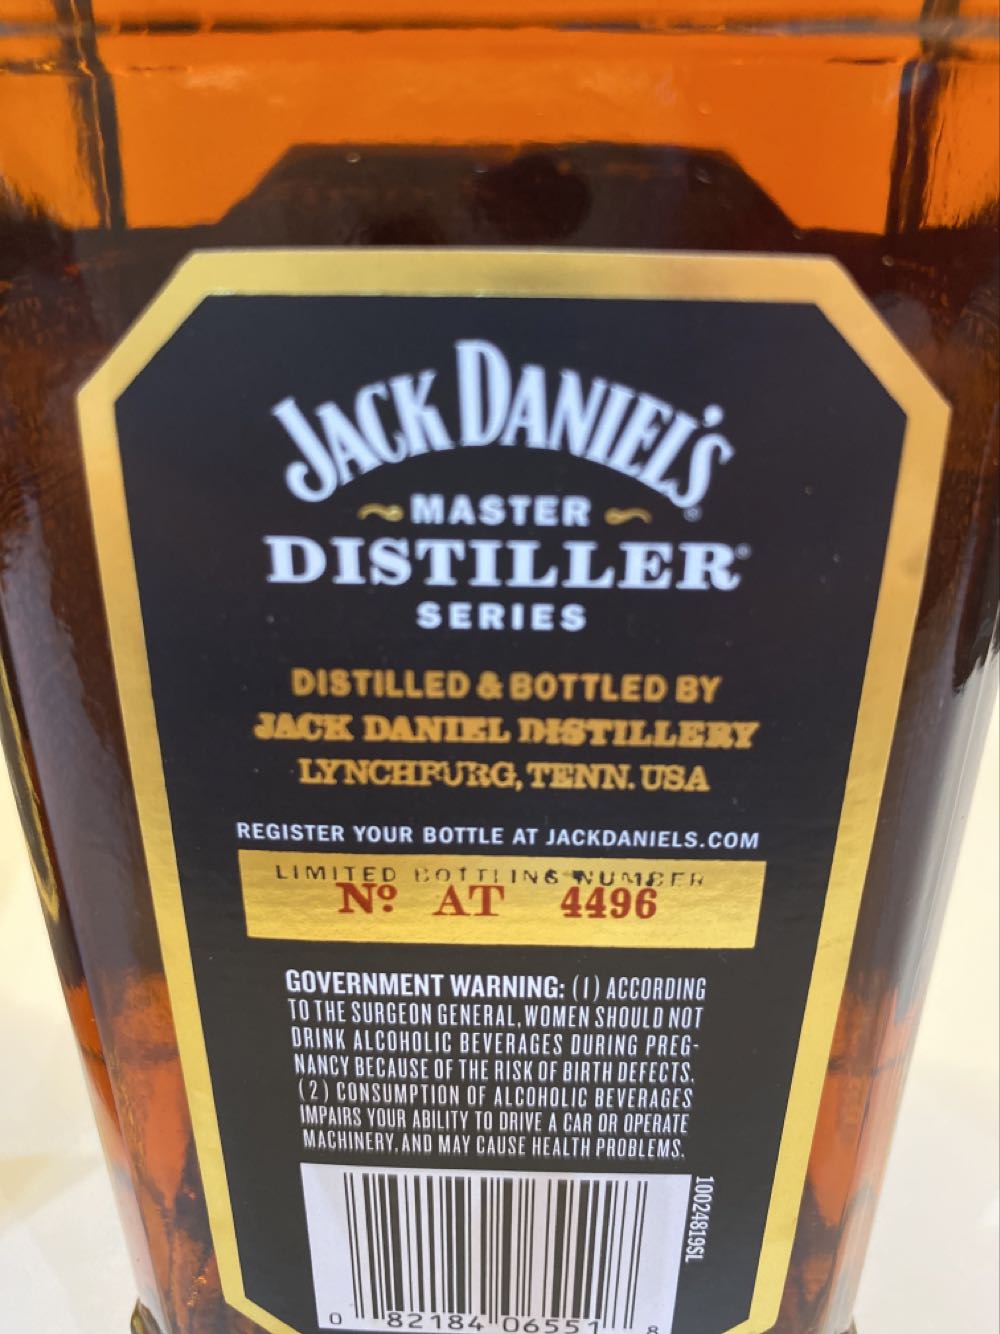 JACK DANIEL'S®
MASTER
DISTILLER®
SERIES
DISTILLED & BOTTLED BY
JACK DANIEL DISTILLERY
LYNCHBURG, TENN. USA
REGISTER YOUR BOTTLE AT JACKDANIELS.COM
LIMITED BOTTLING NUMBER
Nº AT 4496
GOVERNMENT WARNING: (1) ACCORDING
TO THE SURGEON GENERAL, WOMEN SHOULD NOT
DRINK ALCOHOLIC BEVERAGES DURING PREG-
NANCY BECAUSE OF THE RISK OF BIRTH DEFECTS.
(2) CONSUMPTION OF ALCOHOLIC BEVERAGES
IMPAIRS YOUR ABILITY TO DRIVE A CAR OR OPERATE
MACHINERY, AND MAY CAUSE HEALTH PROBLEMS.
10024819SL
0 82184 06551 8